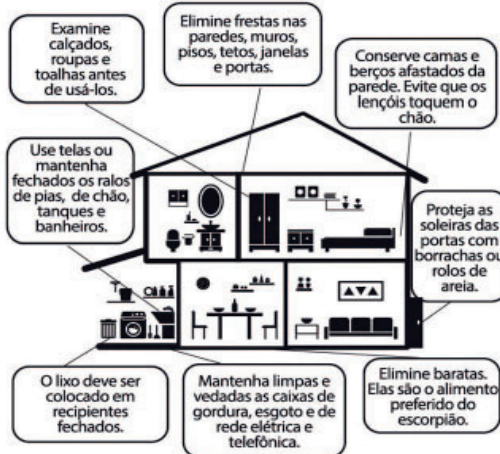 Examine
calçados,
roupas e
toalhas antes
de usá-los.
Elimine frestas nas
paredes, muros,
pisos, tetos, janelas
e portas.
Conserve camas e
berços afastados da
parede. Evite que os
lençóis toquem o
chão.
Use telas ou
mantenha
fechados os ralos
de pias, de chão,
tanques e
banheiros.
Proteja as
soleiras das
portas com
borrachas ou
rolos de
areia.
O lixo deve ser
colocado em
recipientes
fechados.
Mantenha limpas e
vedadas as caixas de
gordura, esgoto e de
rede elétrica e
telefônica.
Elimine baratas.
Elas são o alimento
preferido do
escorpião.